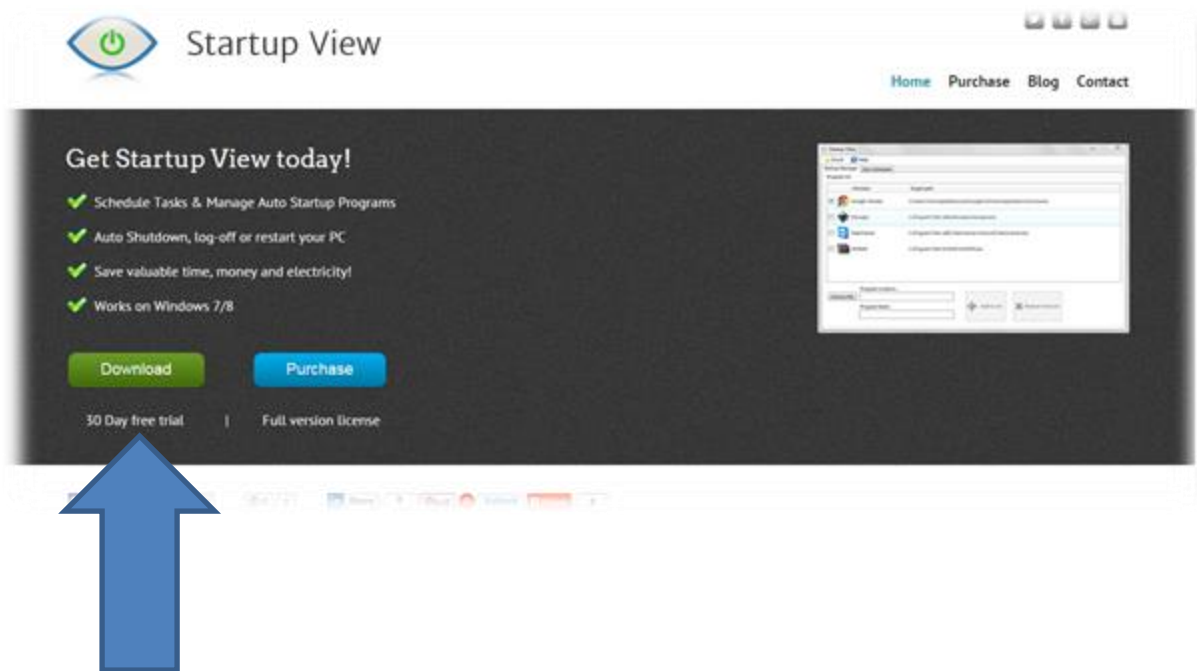 Startup View
Home Purchase Blog Contact
Get Startup View today!
Schedule Tasks & Manage Auto Startup Programs
Auto Shutdown, log-off or restart your PC
Save valuable time, money and electricity!
Works on Windows 7/8
Download Purchase
30 Day free trial | Full version license